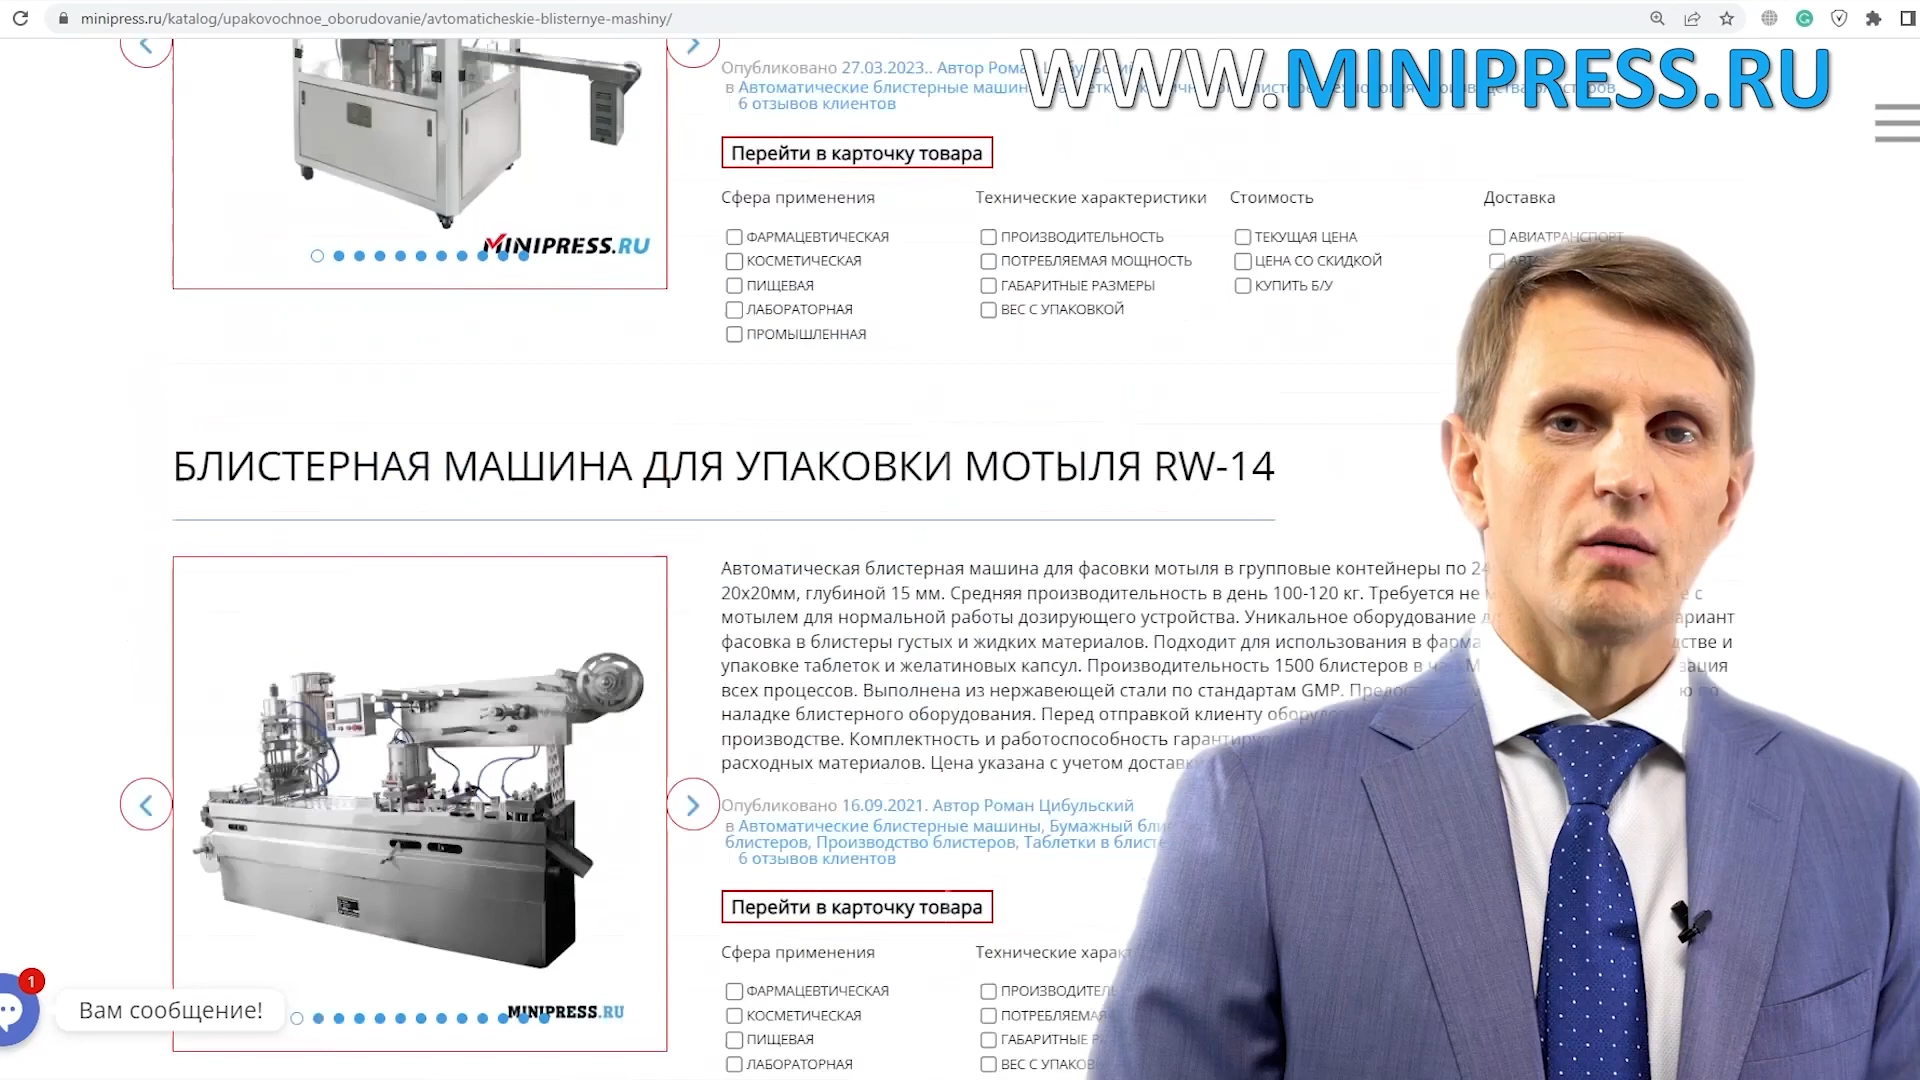 minipress.ru/katalog/upakovochnoe_oborudovanie/avtomaticheskie-blisternye-mashiny/
WWW.MINIPRESS.RU
Опубликовано 27.03.2023.. Автор Роман Цибульский
в Автоматические блистерные машин
6 отзывов клиентов
MINIPRESS.RU
Перейти в карточку товара
Сфера применения
ФАРМАЦЕВТИЧЕСКАЯ
КОСМЕТИЧЕСКАЯ
ПИЩЕВАЯ
ЛАБОРАТОРНАЯ
ПРОМЫШЛЕННАЯ
Технические характеристики
ПРОИЗВОДИТЕЛЬНОСТЬ
ПОТРЕБЛЯЕМАЯ МОЩНОСТЬ
ГАБАРИТНЫЕ РАЗМЕРЫ
ВЕС С УПАКОВКОЙ
Стоимость
ТЕКУЩАЯ ЦЕНА
ЦЕНА СО СКИДКОЙ
КУПИТЬ Б/У
Доставка
АВИАТРАНСПОРТ
БЛИСТЕРНАЯ МАШИНА ДЛЯ УПАКОВКИ МОТЫЛЯ RW-14
Автоматическая блистерная машина для фасовки мотыля в групповые контейнеры по 24
20х20мм, глубиной 15 мм. Средняя производительность в день 100-120 кг. Требуется не с
мотылем для нормальной работы дозирующего устройства. Уникальное оборудование
фасовка в блистеры густых и жидких материалов. Подходит для использования в
упаковке таблеток и желатиновых капсул. Производительность 1500 блистеров в
всех процессов. Выполнена из нержавеющей стали по стандартам GMP.
наладке блистерного оборудования. Перед отправкой клиенту
производстве. Комплектность и работоспособность
расходных материалов. Цена указана с учетом
Опубликовано 16.09.2021. Автор Роман Цибульский
в Автоматические блистерные машины, Бумажный
блистеров, Производство блистеров, Таблетки в
6 отзывов клиентов
MINIPRESS.RU
Перейти в карточку товара
Сфера применения
ФАРМАЦЕВТИЧЕСКАЯ
КОСМЕТИЧЕСКАЯ
ПИЩЕВАЯ
ЛАБОРАТОРНАЯ
Технические
ПРОИЗВОДИТЕЛ
ПОТРЕБЛЯЕМАЯ
ГАБАРИТНЫЕ
ВЕС С УПАКОВ
1
Вам сообщение!